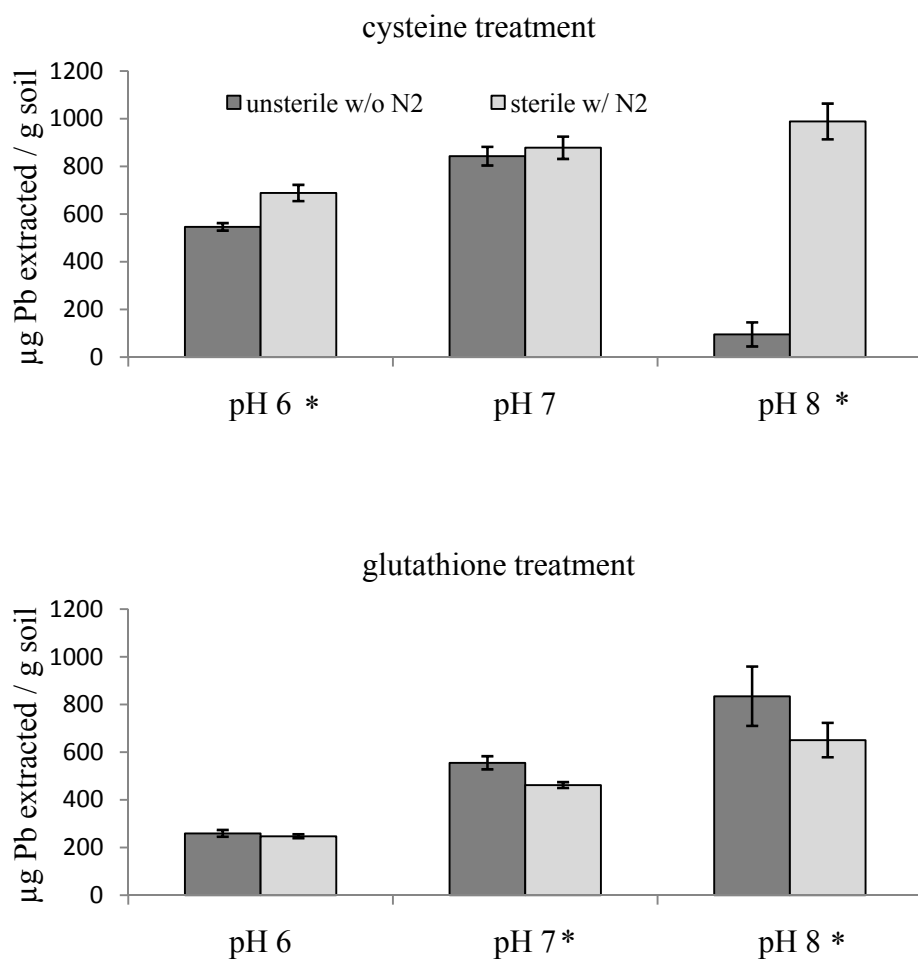 cysteine treatment
1200
unsterile w/o N2 sterile w/ N2
1000
800
600
400
200
0
µg Pb extracted / g soil
pH 6 * pH 7 pH 8 *
glutathione treatment
1200
1000
800
600
400
200
0
µg Pb extracted / g soil
pH 6 pH 7 * pH 8 *